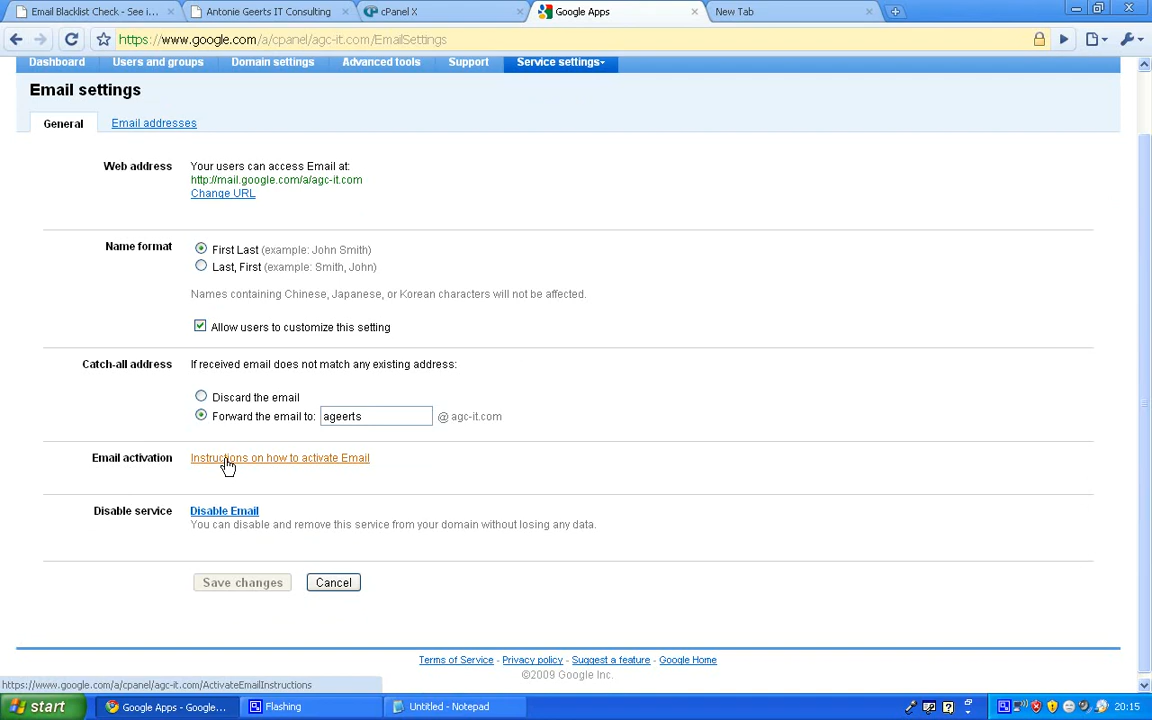 Email Blacklist Check - See i...
Antonie Geerts IT Consulting
cPanel X
Google Apps
New Tab
https://www.google.com/a/cpanel/agc-it.com/EmailSettings
Dashboard
Users and groups
Domain settings
Advanced tools
Support
Service settings
Email settings
General
Email addresses
Web address
Your users can access Email at:
http://mail.google.com/a/agc-it.com
Change URL
Name format
First Last (example: John Smith)
Last, First (example: Smith, John)
Names containing Chinese, Japanese, or Korean characters will not be affected.
Allow users to customize this setting
Catch-all address
If received email does not match any existing address:
Discard the email
Forward the email to: ageerts @ agc-it.com
Email activation
Instructions on how to activate Email
Disable service
Disable Email
You can disable and remove this service from your domain without losing any data.
Save changes
Cancel
Terms of Service - Privacy policy - Suggest a feature - Google Home
©2009 Google Inc.
https://www.google.com/a/cpanel/agc-it.com/ActivateEmailInstructions
start
Google Apps - Google...
Flashing
Untitled - Notepad
20:15